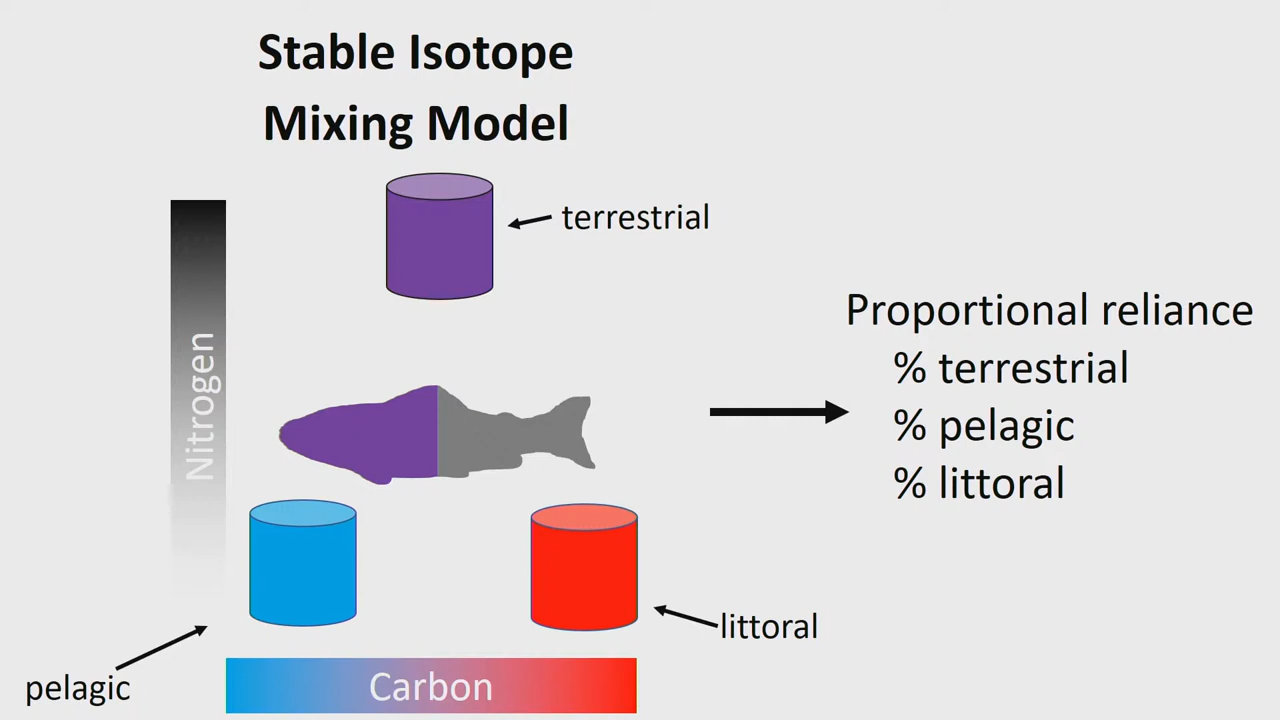 Stable Isotope
Mixing Model
terrestrial
Nitrogen
Proportional reliance
% terrestrial
% pelagic
% littoral
littoral
pelagic
Carbon